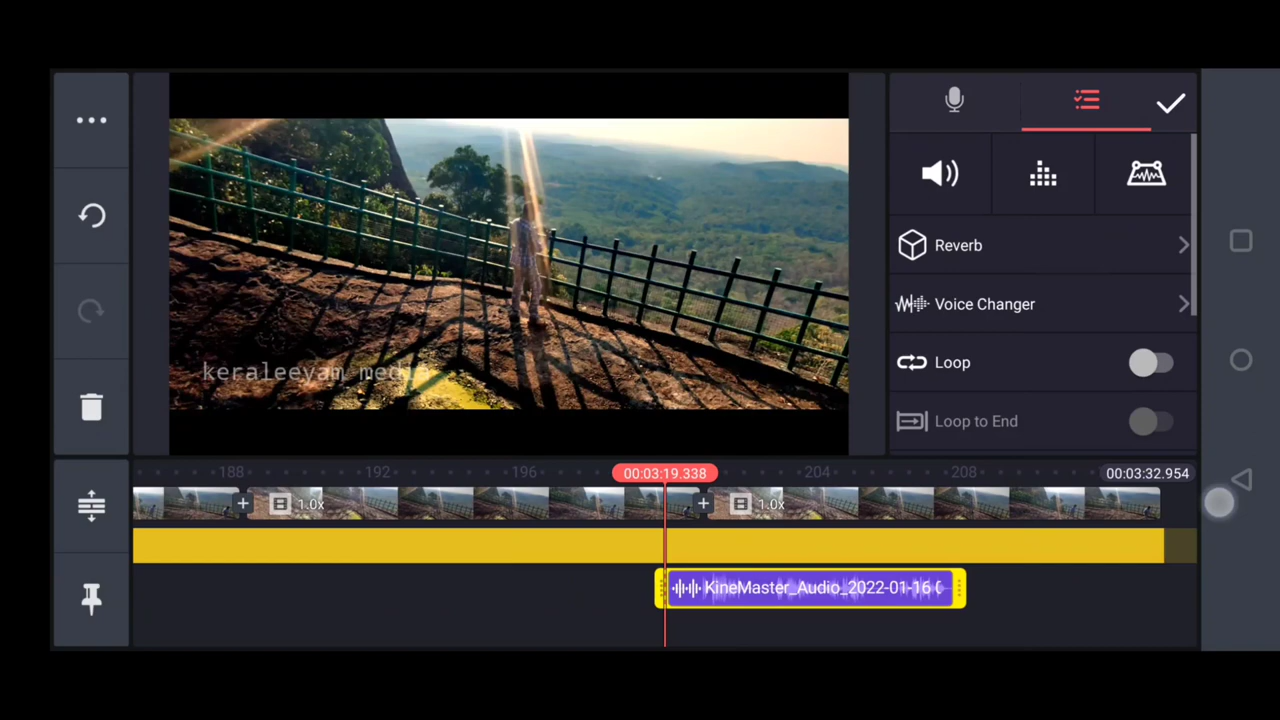 Reverb
Voice Changer
Loop
keraleeyam media
Loop to End
188
192
196
00:03:19.338
204
208
00:03:32.954
1.0x
1.0x
KineMaster_Audio_2022-01-16